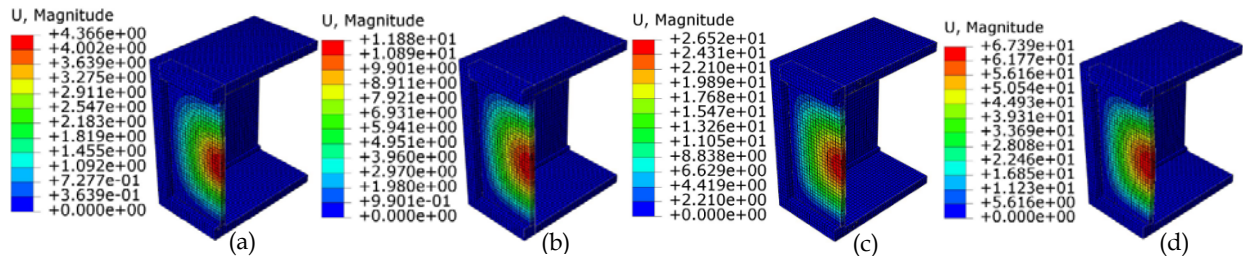 U, Magnitude
+4.366e+00
+4.002e+00
+3.639e+00
+3.275e+00
+2.911e+00
+2.547e+00
+2.183e+00
+1.819e+00
+1.455e+00
+1.092e+00
+7.277e-01
+3.639e-01
+0.000e+00
(a)
U, Magnitude
+1.188e+01
+1.089e+01
+9.901e+00
+8.911e+00
+7.921e+00
+6.931e+00
+5.941e+00
+4.951e+00
+3.960e+00
+2.970e+00
+1.980e+00
+9.901e-01
+0.000e+00
(b)
U, Magnitude
+2.652e+01
+2.431e+01
+2.210e+01
+1.989e+01
+1.768e+01
+1.547e+01
+1.326e+01
+1.105e+01
+8.838e+00
+6.629e+00
+4.419e+00
+2.210e+00
+0.000e+00
(c)
U, Magnitude
+6.739e+01
+6.177e+01
+5.616e+01
+5.054e+01
+4.493e+01
+3.931e+01
+3.369e+01
+2.808e+01
+2.246e+01
+1.685e+01
+1.123e+01
+5.616e+00
+0.000e+00
(d)